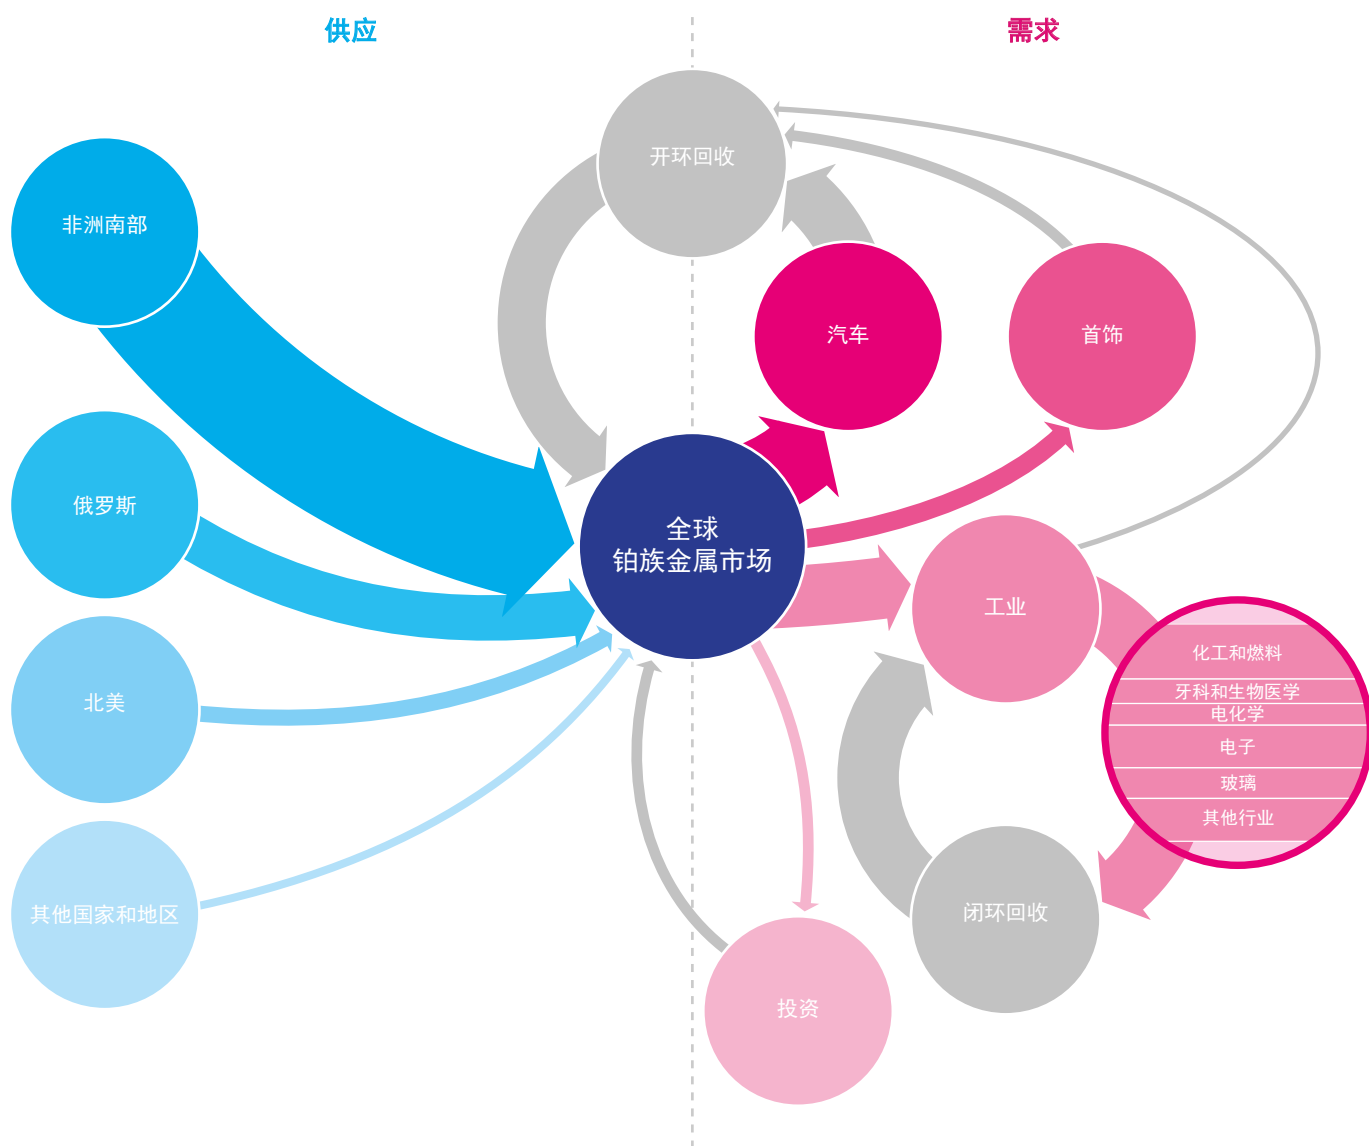 供应
需求
开环回收
非洲南部
汽车
首饰
俄罗斯
全球
铂族金属市场
工业
化工和燃料
牙科和生物医学
电化学
电子
玻璃
其他行业
北美
其他国家和地区
闭环回收
投资